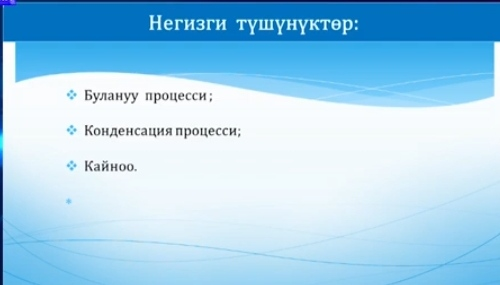 Негизги түшүнүктөр:
Булануу процесси;
Конденсация процесси;
Кайноо.